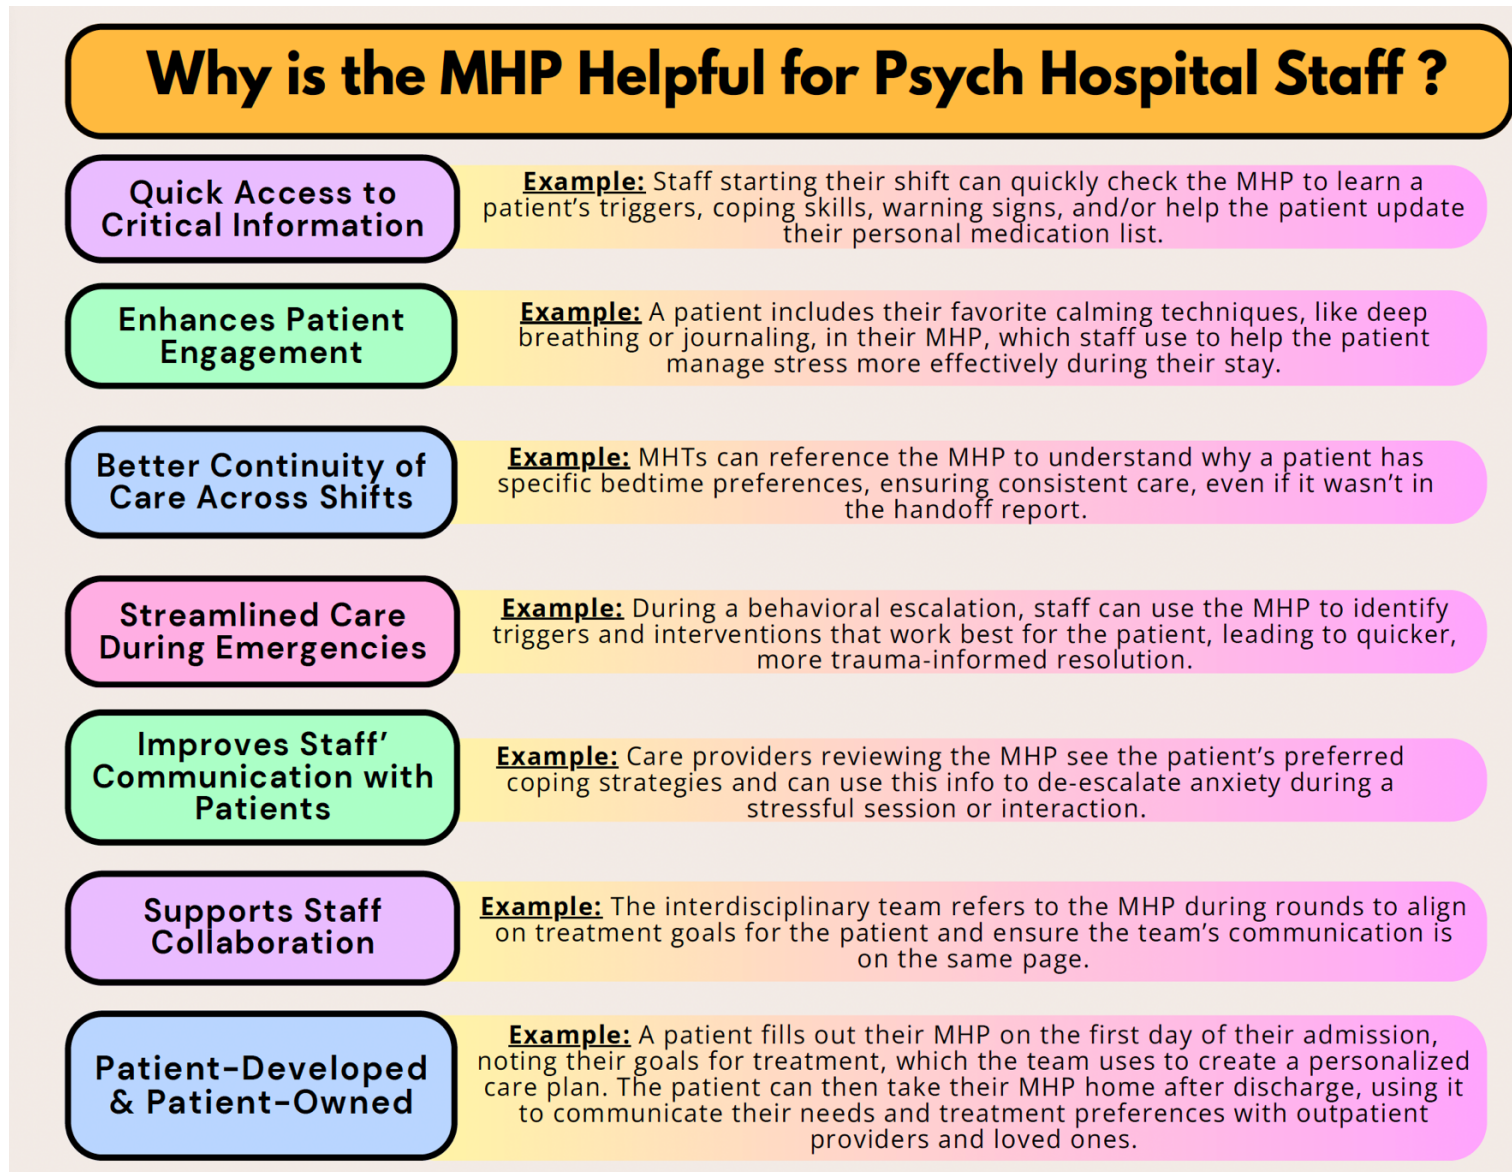 Why is the MHP Helpful for Psych Hospital Staff ?
Quick Access to
Critical Information
Example: Staff starting their shift can quickly check the MHP to learn a
patient’s triggers, coping skills, warning signs, and/or help the patient update
their personal medication list.
Enhances Patient
Engagement
Example: A patient includes their favorite calming techniques, like deep
breathing or journaling, in their MHP, which staff use to help the patient
manage stress more effectively during their stay.
Better Continuity of
Care Across Shifts
Example: MHTs can reference the MHP to understand why a patient has
specific bedtime preferences, ensuring consistent care, even if it wasn’t in
the handoff report.
Streamlined Care
During Emergencies
Example: During a behavioral escalation, staff can use the MHP to identify
triggers and interventions that work best for the patient, leading to quicker,
more trauma-informed resolution.
Improves Staff’
Communication with
Patients
Example: Care providers reviewing the MHP see the patient’s preferred
coping strategies and can use this info to de-escalate anxiety during a
stressful session or interaction.
Supports Staff
Collaboration
Example: The interdisciplinary team refers to the MHP during rounds to align
on treatment goals for the patient and ensure the team’s communication is
on the same page.
Patient-Developed
& Patient-Owned
Example: A patient fills out their MHP on the first day of their admission,
noting their goals for treatment, which the team uses to create a personalized
care plan. The patient can then take their MHP home after discharge, using it
to communicate their needs and treatment preferences with outpatient
providers and loved ones.